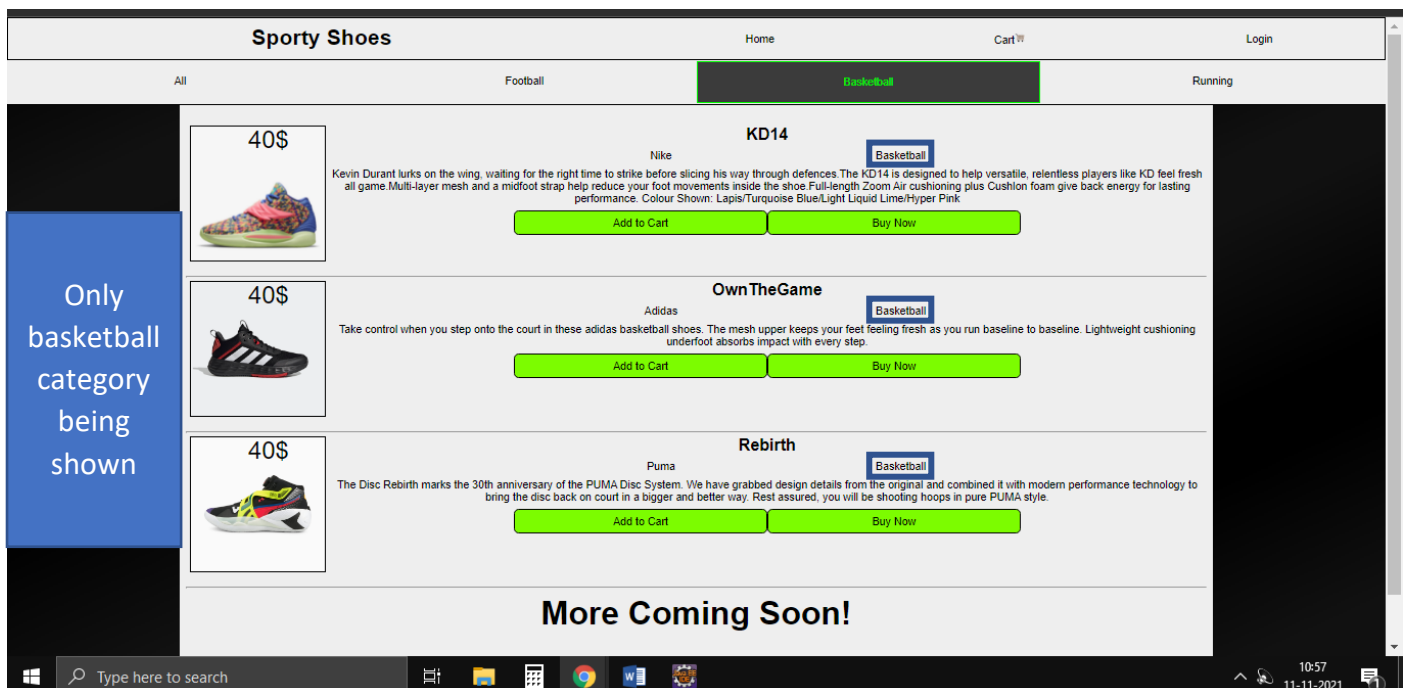 Sporty Shoes
Home
Cart
Login
All
Football
Basketball
Running
40$
KD14
Nike
Basketball
Kevin Durant lurks on the wing, waiting for the right time to strike before slicing his way through defences.The KD14 is designed to help versatile, relentless players like KD feel fresh
all game.Multi-layer mesh and a midfoot strap help reduce your foot movements inside the shoe.Full-length Zoom Air cushioning plus Cushlon foam give back energy for lasting
performance. Colour Shown: Lapis/Turquoise Blue/Light Liquid Lime/Hyper Pink
Add to Cart
Buy Now
Only
basketball
category
being
shown
40$
OwnTheGame
Adidas
Basketball
Take control when you step onto the court in these adidas basketball shoes. The mesh upper keeps your feet feeling fresh as you run baseline to baseline. Lightweight cushioning
underfoot absorbs impact with every step.
Add to Cart
Buy Now
40$
Rebirth
Puma
Basketball
The Disc Rebirth marks the 30th anniversary of the PUMA Disc System. We have grabbed design details from the original and combined it with modern performance technology to
bring the disc back on court in a bigger and better way. Rest assured, you will be shooting hoops in pure PUMA style.
Add to Cart
Buy Now
More Coming Soon!
Type here to search
10:57
11-11-2021
1